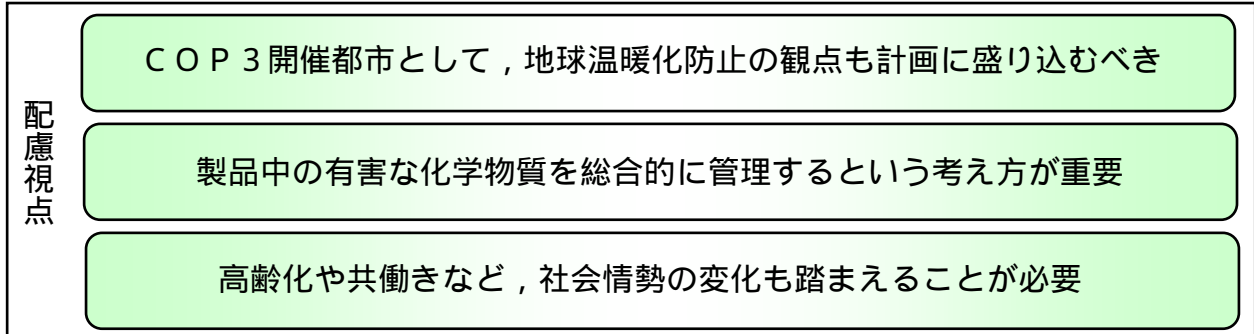 配慮視点
ＣＯＰ３開催都市として，地球温暖化防止の観点も計画に盛り込むべき
製品中の有害な化学物質を総合的に管理するという考え方が重要
高齢化や共働きなど，社会情勢の変化も踏まえることが必要